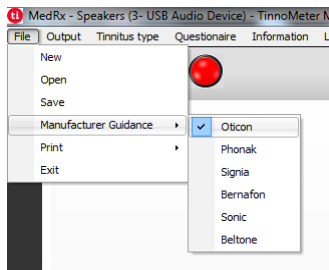 ti MedRx - Speakers (3- USB Audio Device) - TinnoMeter
File Output Tinnitus type Questionaire Information
New
Open
Save
Manufacturer Guidance
Oticon
Print
Phonak
Exit
Signia
Bernafon
Sonic
Beltone